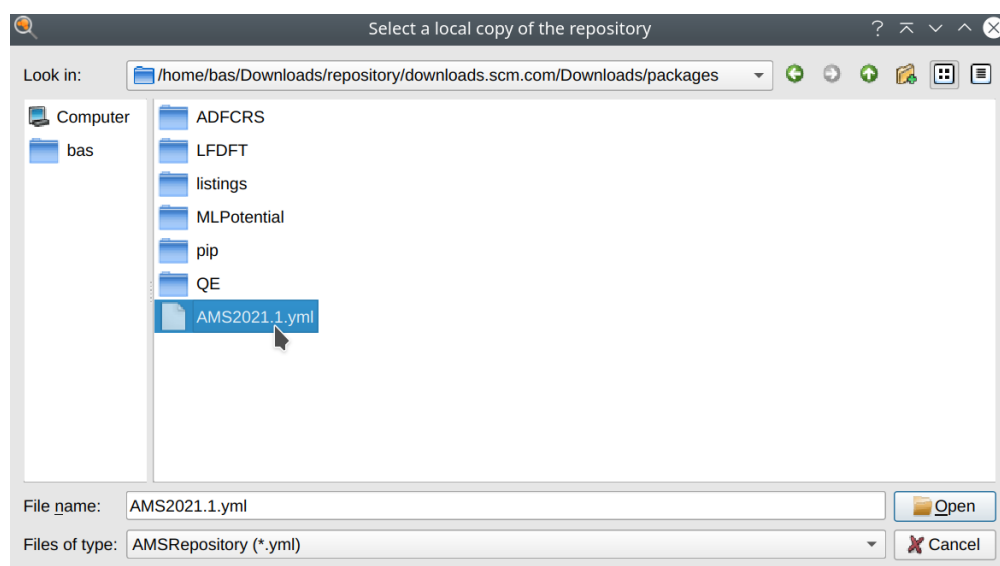 Select a local copy of the repository
?
Look in: /home/bas/Downloads/repository/downloads.scm.com/Downloads/packages
Computer
bas
ADFCRS
LFDFT
listings
MLPotential
pip
QE
AMS2021.1.yml
File name: AMS2021.1.yml Open
Files of type: AMSRepository (*.yml) Cancel